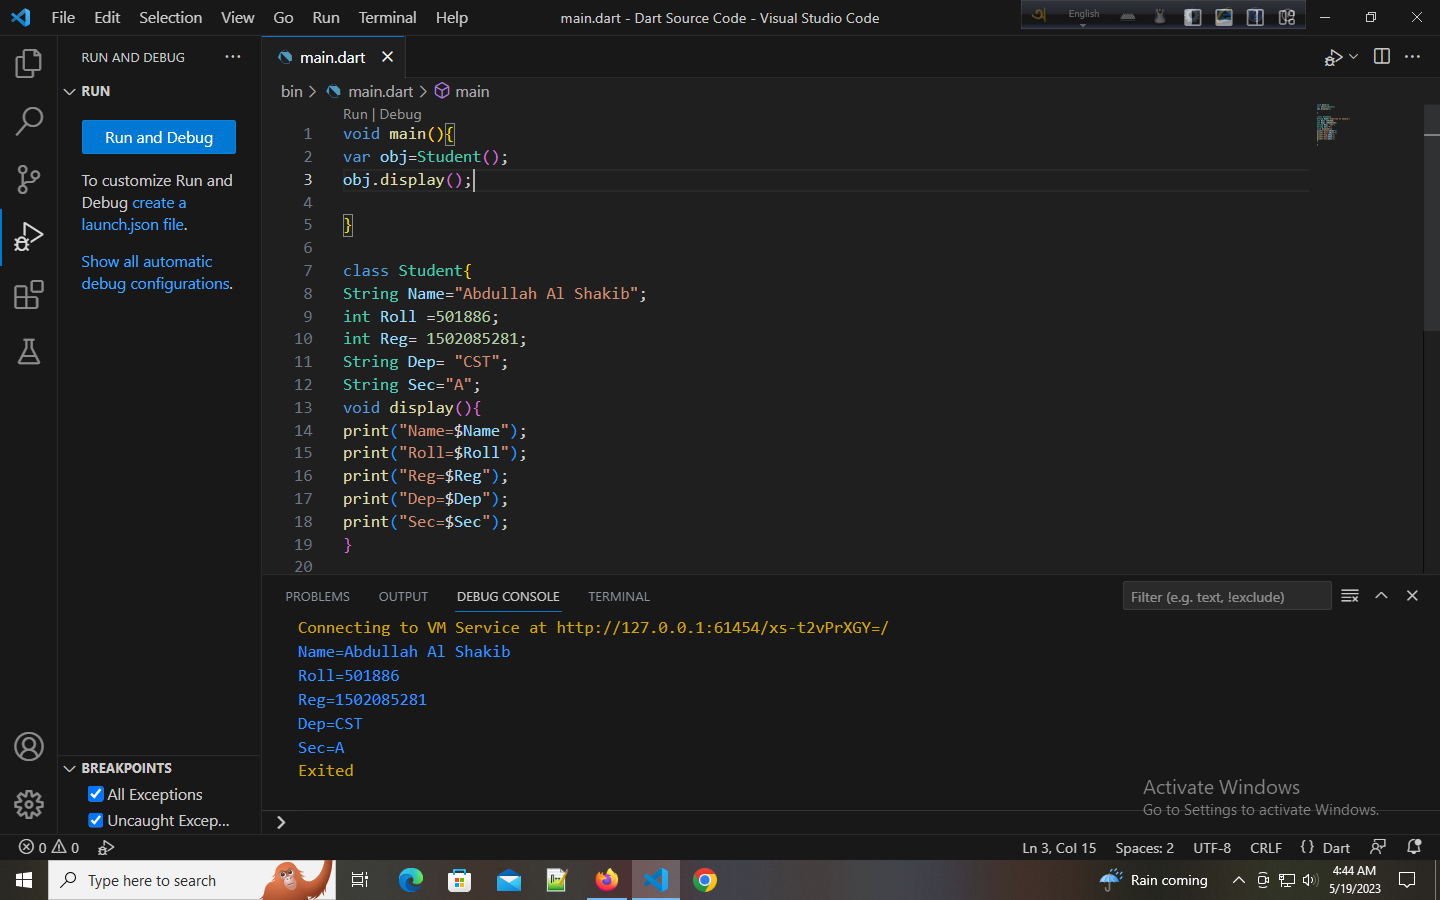 File Edit Selection View Go Run Terminal Help
main.dart - Dart Source Code - Visual Studio Code
English
RUN AND DEBUG
RUN
Run and Debug
To customize Run and
Debug create a
launch.json file.
Show all automatic
debug configurations.
BREAKPOINTS
All Exceptions
Uncaught Excep...
main.dart
bin > main.dart > main
Run | Debug
1 void main(){
2 var obj=Student();
3 obj.display();
4
5 }
6
7 class Student{
8 String Name="Abdullah Al Shakib";
9 int Roll =501886;
10 int Reg= 1502085281;
11 String Dep= "CST";
12 String Sec="A";
13 void display(){
14 print("Name=$Name");
15 print("Roll=$Roll");
16 print("Reg=$Reg");
17 print("Dep=$Dep");
18 print("Sec=$Sec");
19 }
20
PROBLEMS OUTPUT DEBUG CONSOLE TERMINAL
Filter (e.g. text, !exclude)
Connecting to VM Service at http://127.0.0.1:61454/xs-t2vPrXGY=/
Name=Abdullah Al Shakib
Roll=501886
Reg=1502085281
Dep=CST
Sec=A
Exited
Activate Windows
Go to Settings to activate Windows.
0 0
Ln 3, Col 15 Spaces: 2 UTF-8 CRLF {} Dart
Type here to search
Rain coming
4:44 AM
5/19/2023